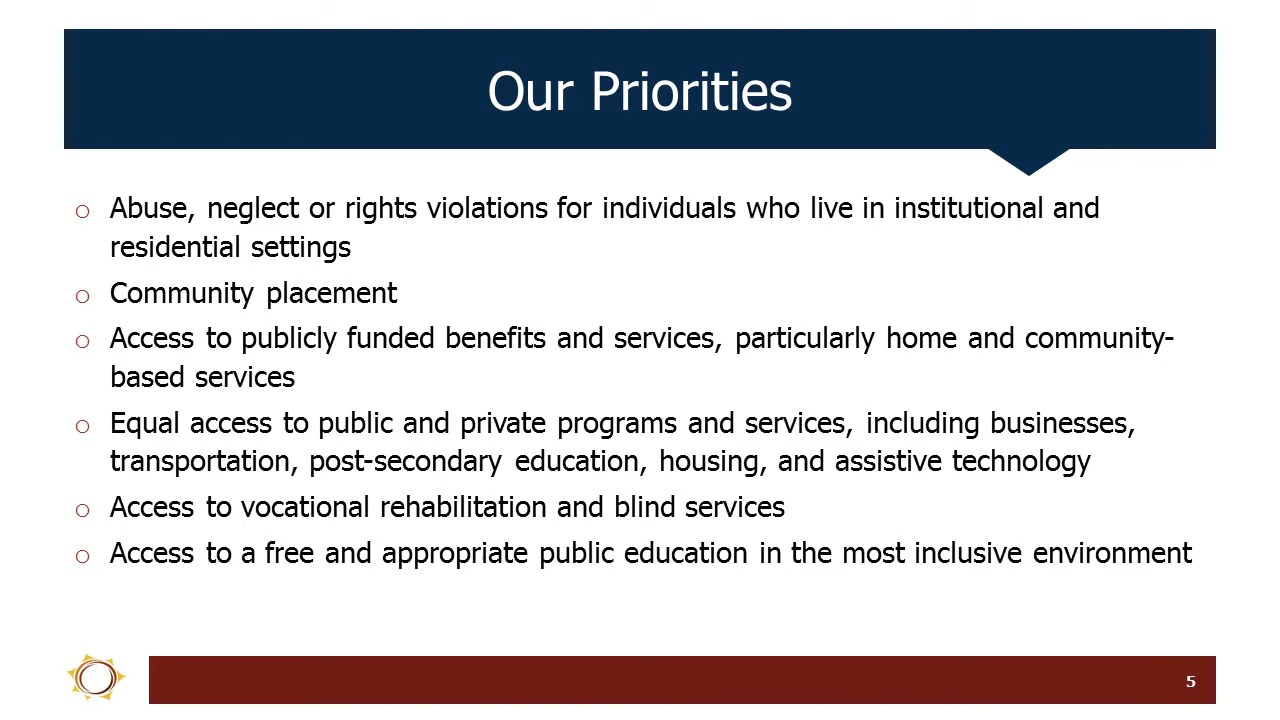 Our Priorities
o Abuse, neglect or rights violations for individuals who live in institutional and
residential settings
o Community placement
o Access to publicly funded benefits and services, particularly home and community-
based services
o Equal access to public and private programs and services, including businesses,
transportation, post-secondary education, housing, and assistive technology
o Access to vocational rehabilitation and blind services
o Access to a free and appropriate public education in the most inclusive environment
5